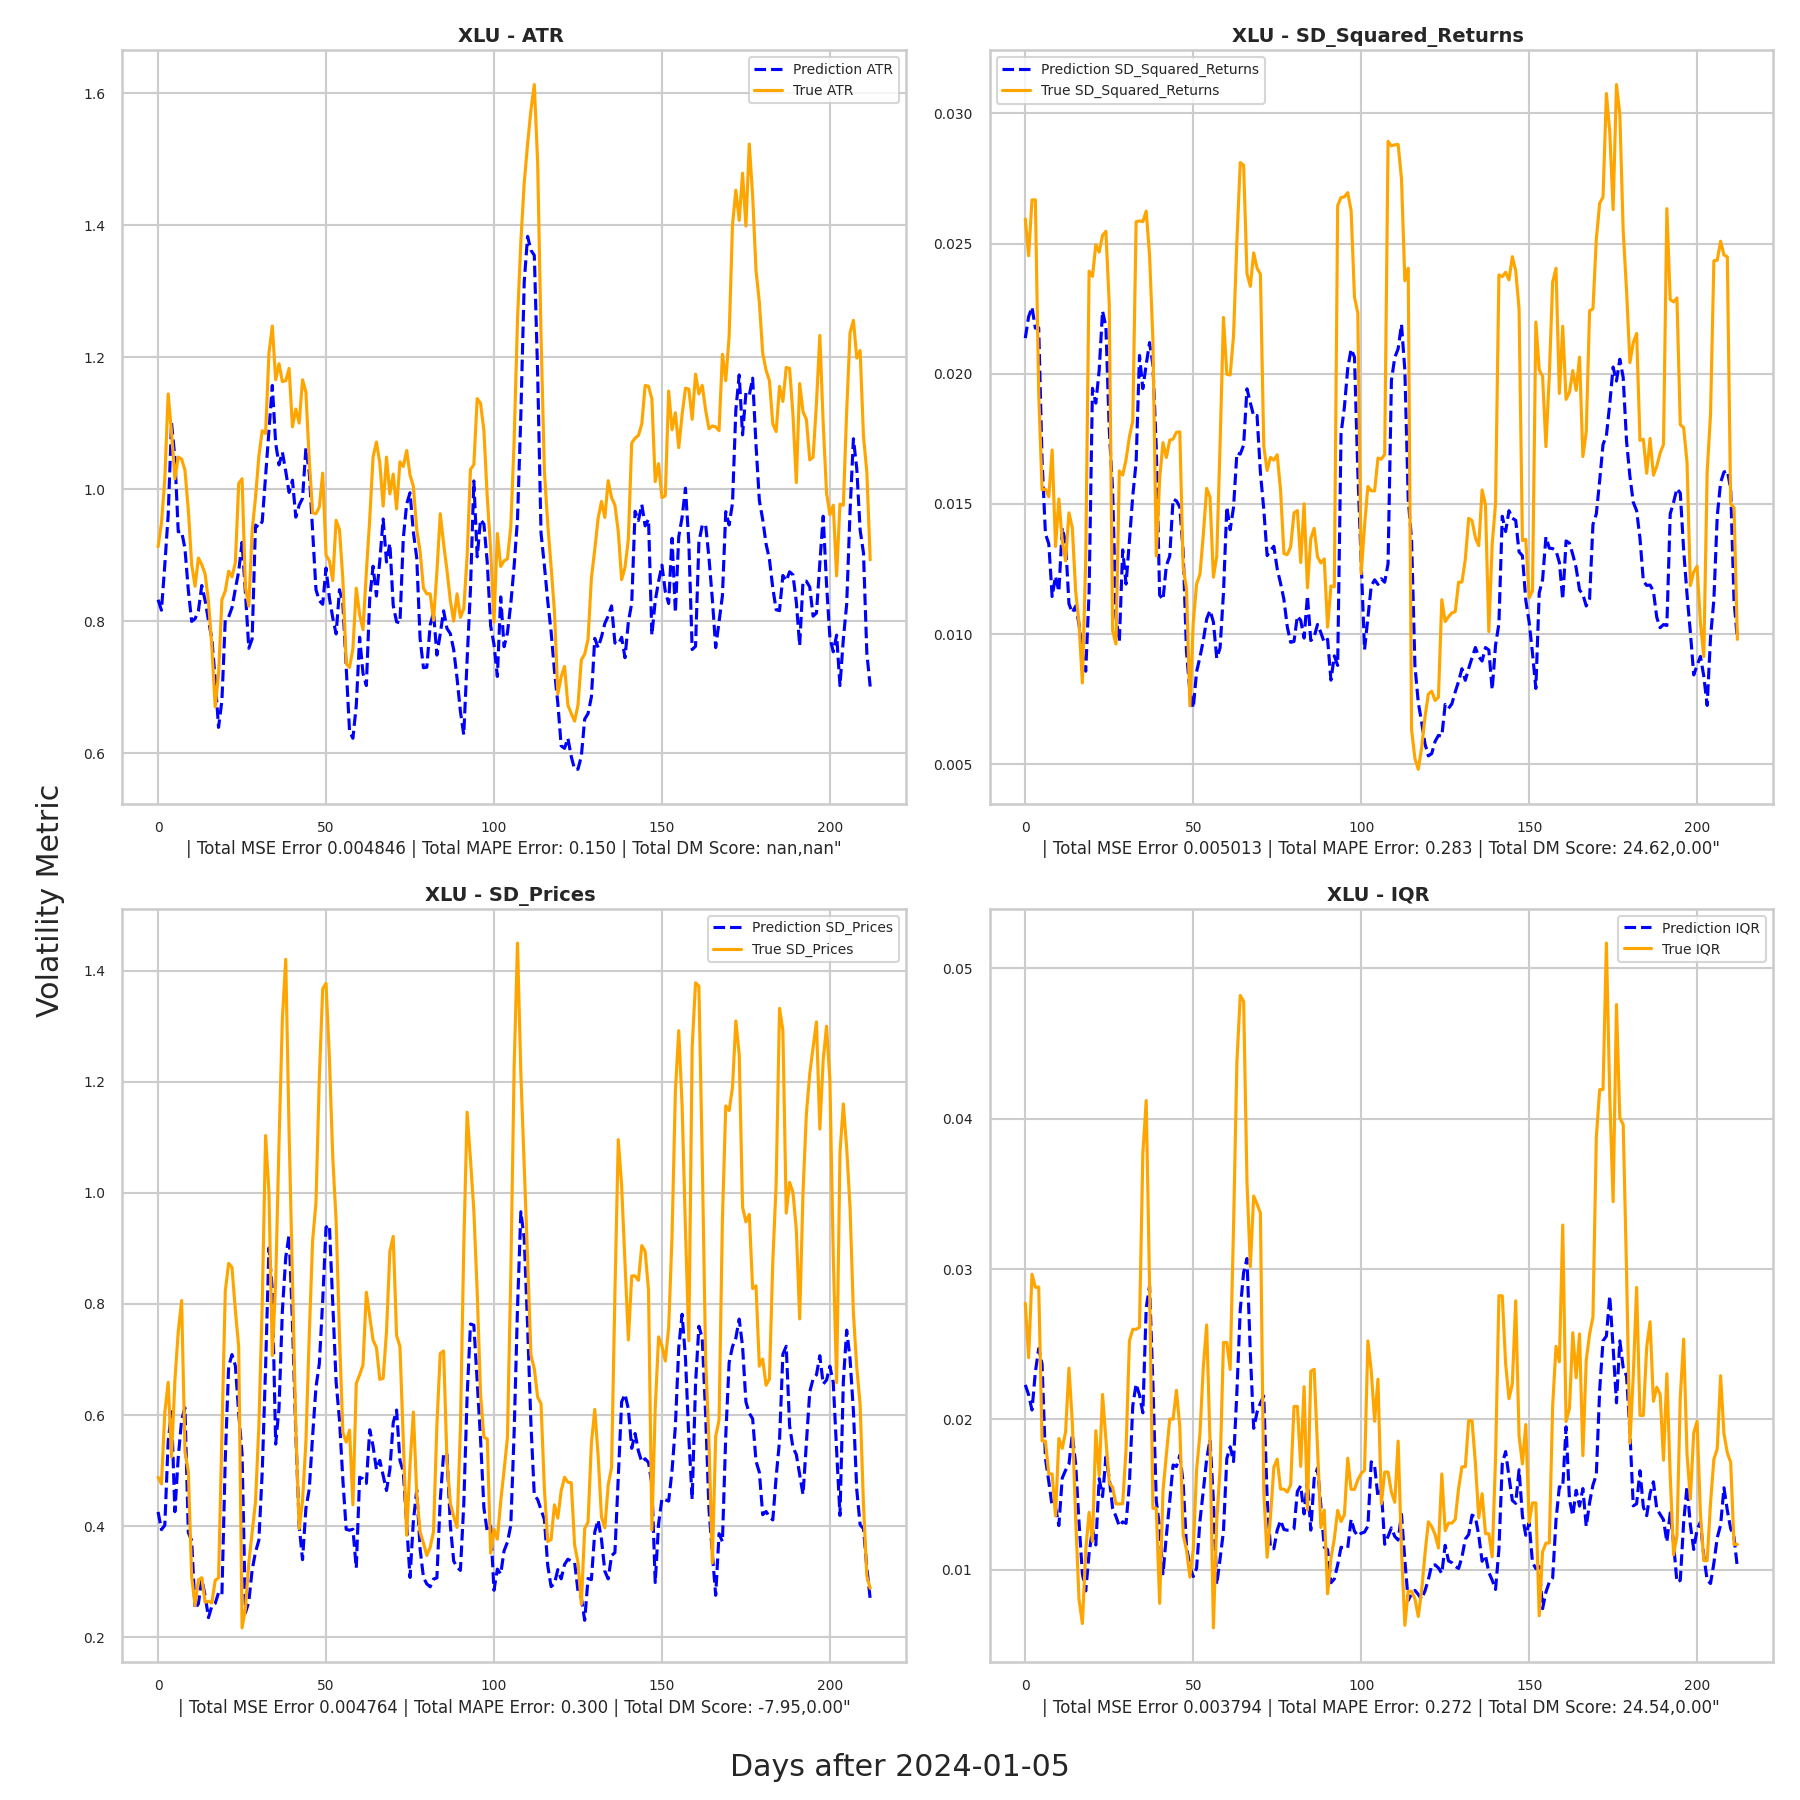 XLU - ATR
Prediction ATR
True ATR
1.6
1.4
1.2
1.0
0.8
0.6
0
50
100
150
200
| Total MSE Error 0.004846 | Total MAPE Error: 0.150 | Total DM Score: nan,nan"
XLU - SD_Squared_Returns
Prediction SD_Squared_Returns
True SD_Squared_Returns
0.030
0.025
0.020
0.015
0.010
0.005
0
50
100
150
200
| Total MSE Error 0.005013 | Total MAPE Error: 0.283 | Total DM Score: 24.62,0.00"
Volatility Metric
XLU - SD_Prices
Prediction SD_Prices
True SD_Prices
1.4
1.2
1.0
0.8
0.6
0.4
0.2
0
50
100
150
200
| Total MSE Error 0.004764 | Total MAPE Error: 0.300 | Total DM Score: -7.95,0.00"
XLU - IQR
Prediction IQR
True IQR
0.05
0.04
0.03
0.02
0.01
0
50
100
150
200
| Total MSE Error 0.003794 | Total MAPE Error: 0.272 | Total DM Score: 24.54,0.00"
Days after 2024-01-05